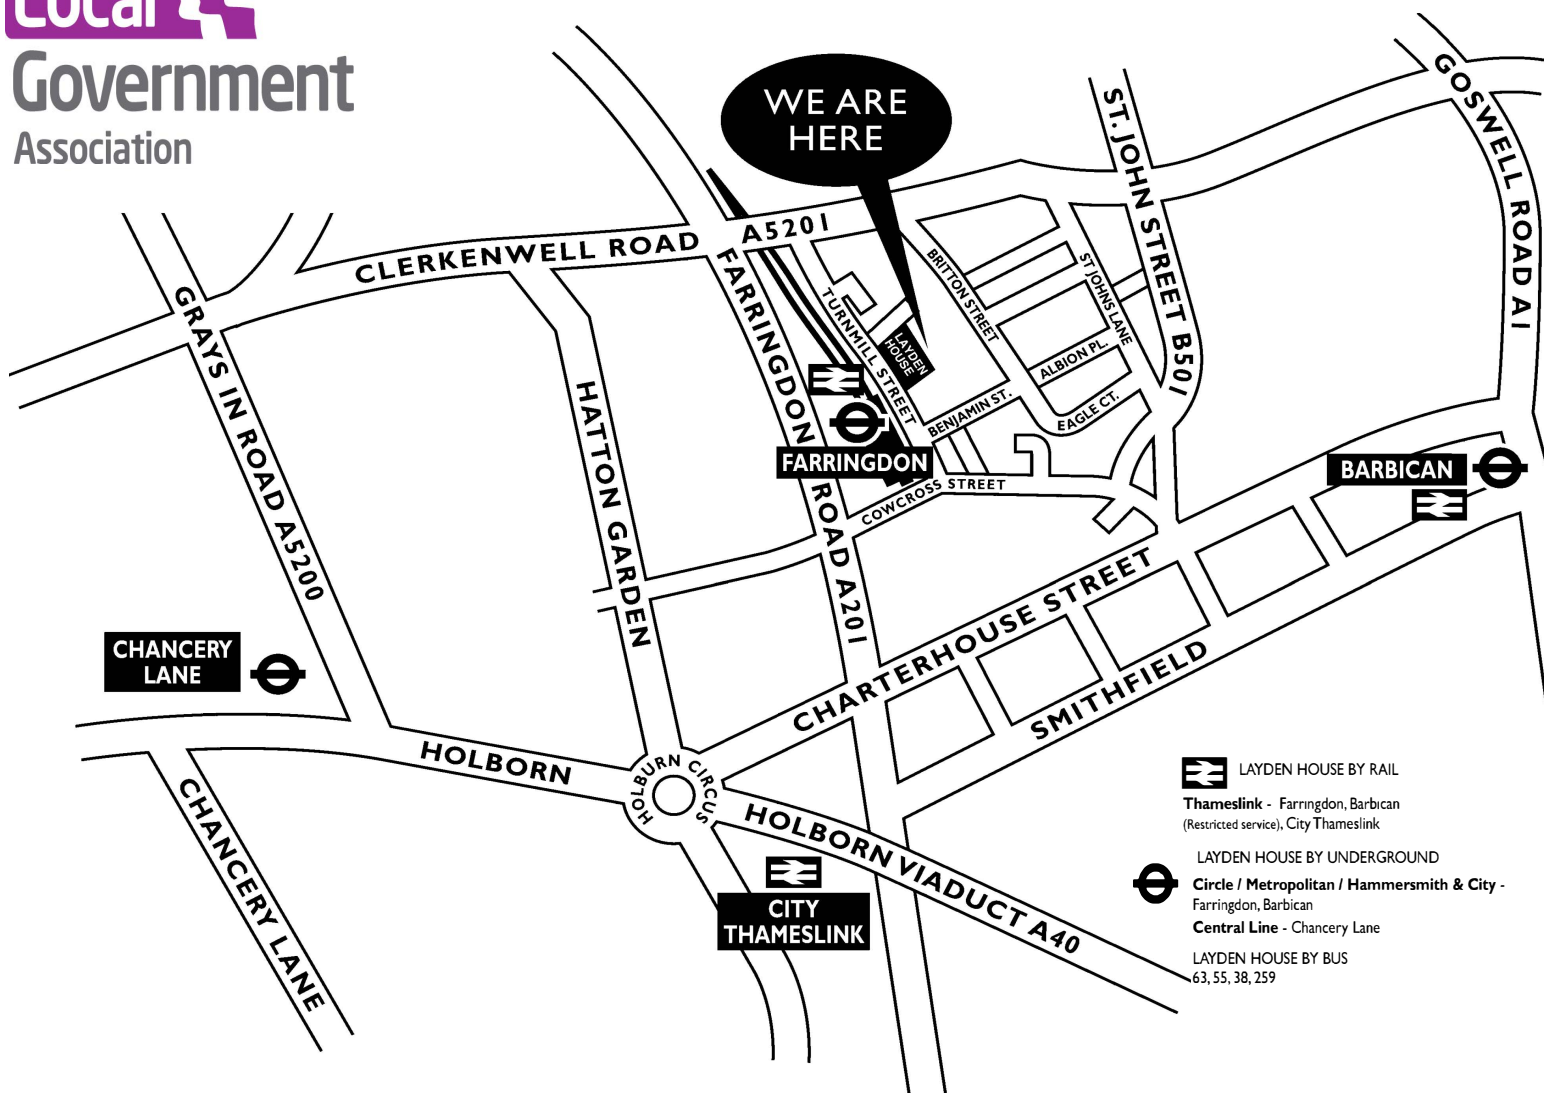 Local
Government
Association
WE ARE
HERE
ST. JOHN STREET B501
GOSWELL ROAD A1
CLERKENWELL ROAD
A5201
GRAYS IN ROAD A5200
HATTON GARDEN
FARRINGDON ROAD A201
TURNMILL STREET
LAYDEN
HOUSE
BRITTON STREET
ST JOHNS LANE
ALBION PL.
BENJAMIN ST.
EAGLE CT.
FARRINGDON
COWCROSS STREET
BARBICAN
CHARTERHOUSE STREET
SMITHFIELD
CHANCERY
LANE
HOLBORN
HOLBURN CIRCUS
HOLBORN VIADUCT A40
CHANCERY LANE
CITY
THAMESLINK
LAYDEN HOUSE BY RAIL
Thameslink - Farringdon, Barbican
(Restricted service), City Thameslink
LAYDEN HOUSE BY UNDERGROUND
Circle / Metropolitan / Hammersmith & City -
Farringdon, Barbican
Central Line - Chancery Lane
LAYDEN HOUSE BY BUS
63, 55, 38, 259